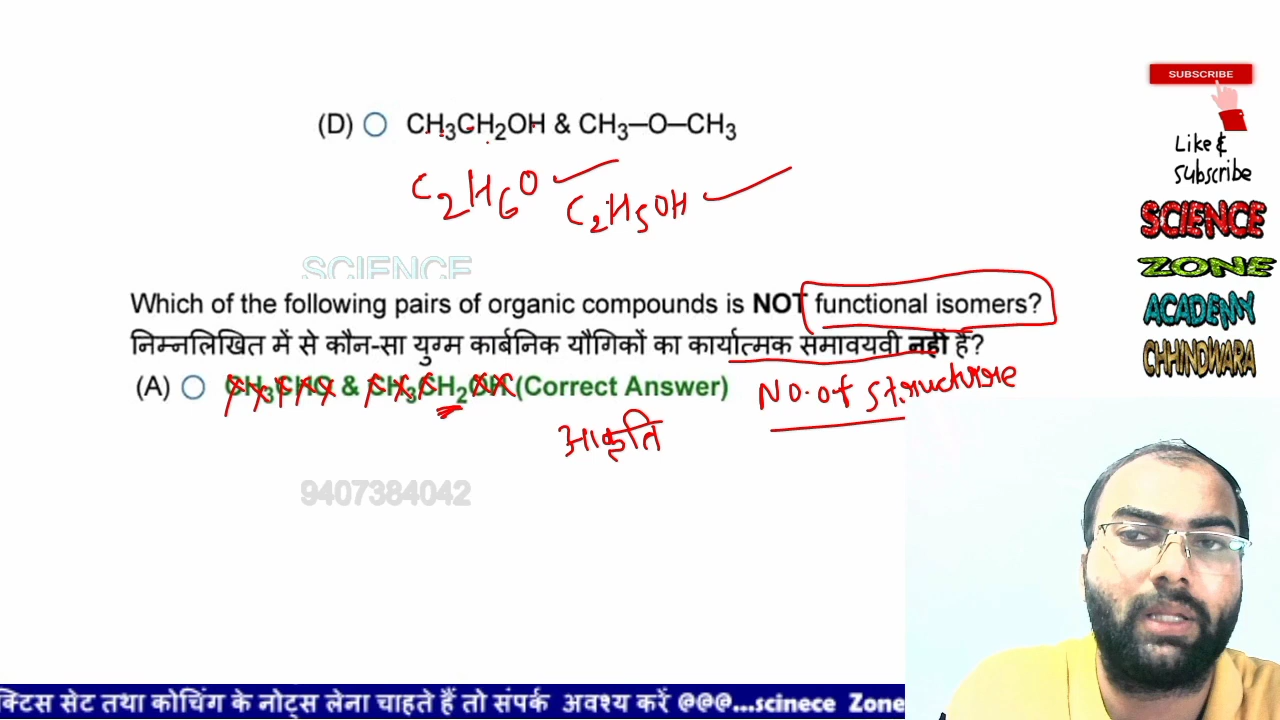 SUBSCRIBE
Like &
Subscribe
SCIENCE
ZONE
ACADEMY
CHHINDWARA
(D) CH₃CH₂OH & CH₃–O–CH₃
C₂H₆O C₂H₅OH
SCIENCE
Which of the following pairs of organic compounds is NOT functional isomers?
निम्नलिखित में से कौन-सा युग्म कार्बनिक यौगिकों का कार्यात्मक समावयवी नहीं है?
(A) CH₃CHO & CH₃CH₂OH (Correct Answer)
No. of structure
आकृति
9407384042
क्टिस सेट तथा कोचिंग के नोट्स लेना चाहते हैं तो संपर्क अवश्य करें @@@...scinece Zone